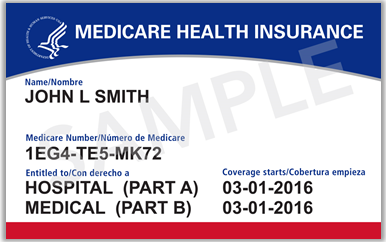 MEDICARE HEALTH INSURANCE
Name/Nombre
JOHN L SMITH
Medicare Number/Número de Medicare
1EG4-TE5-MK72
Entitled to/Con derecho a Coverage starts/Cobertura empieza
HOSPITAL (PART A) 03-01-2016
MEDICAL (PART B) 03-01-2016
SAMPLE